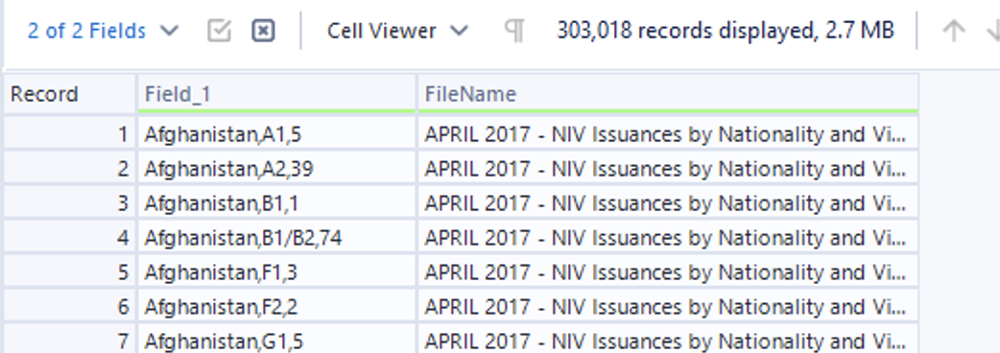 2 of 2 Fields Cell Viewer 303,018 records displayed, 2.7 MB
Record Field_1 FileName
1 Afghanistan,A1,5 APRIL 2017 - NIV Issuances by Nationality and Vi...
2 Afghanistan,A2,39 APRIL 2017 - NIV Issuances by Nationality and Vi...
3 Afghanistan,B1,1 APRIL 2017 - NIV Issuances by Nationality and Vi...
4 Afghanistan,B1/B2,74 APRIL 2017 - NIV Issuances by Nationality and Vi...
5 Afghanistan,F1,3 APRIL 2017 - NIV Issuances by Nationality and Vi...
6 Afghanistan,F2,2 APRIL 2017 - NIV Issuances by Nationality and Vi...
7 Afghanistan,G1,5 APRIL 2017 - NIV Issuances by Nationality and Vi...